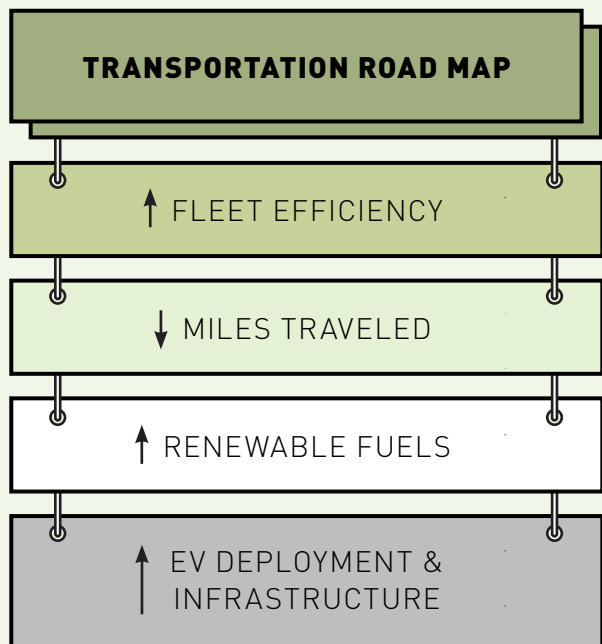 TRANSPORTATION ROAD MAP
↑ FLEET EFFICIENCY
↓ MILES TRAVELED
↑ RENEWABLE FUELS
↑ EV DEPLOYMENT &
INFRASTRUCTURE